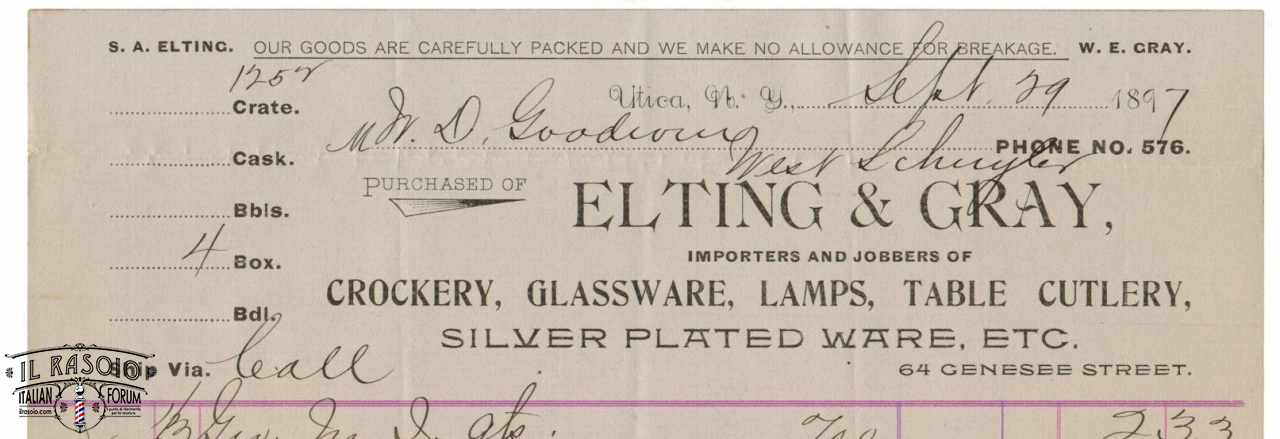 S. A. ELTING. OUR GOODS ARE CAREFULLY PACKED AND WE MAKE NO ALLOWANCE FOR BREAKAGE. W. E. GRAY.
1252
Crate. Utica, N. Y., Sept. 29 1897
M W. D. Goodwin
PHONE NO. 576.
Cask. West Schuyler
PURCHASED OF ELTING & GRAY,
Bbls.
4 Box. IMPORTERS AND JOBBERS OF
CROCKERY, GLASSWARE, LAMPS, TABLE CUTLERY,
Bdl.
SILVER PLATED WARE, ETC.
Ship Via. Call 64 GENESEE STREET.
IL RASOIO
ITALIAN FORUM
ilrasoio.com
2 33